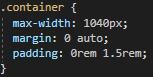 .container {
  max-width: 1040px;
  margin: 0 auto;
  padding: 0rem 1.5rem;
}